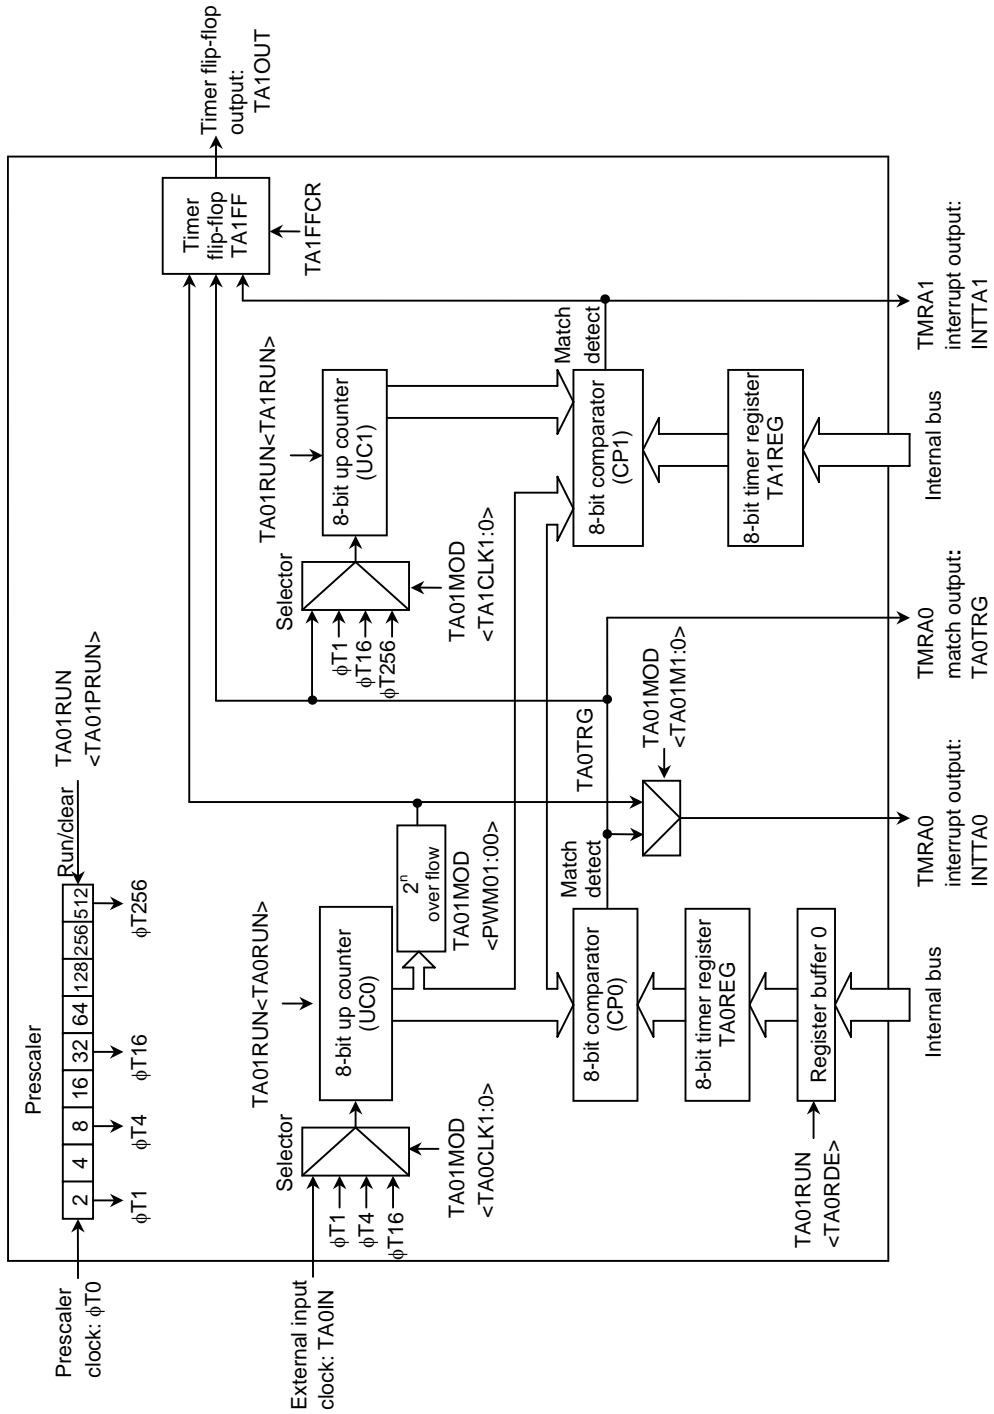 Prescaler
Prescaler
clock: ϕT0
2
4
8
16
32
64
128
256
512
Run/clear
TA01RUN
<TA01PRUN>
ϕT1
ϕT4
ϕT16
ϕT256
External input
clock: TA0IN
ϕT1
ϕT4
ϕT16
Selector
TA01MOD
<TA0CLK1:0>
TA01RUN<TA0RUN>
8-bit up counter
(UC0)
2ⁿ
over flow
TA01MOD
<PWM01:00>
Selector
ϕT1
ϕT16
ϕT256
TA01MOD
<TA1CLK1:0>
TA01RUN<TA1RUN>
8-bit up counter
(UC1)
Timer
flip-flop
TA1FF
TA1FFCR
Timer flip-flop
output:
TA1OUT
8-bit comparator
(CP0)
Match
detect
TA0TRG
8-bit timer register
TA0REG
Register buffer 0
TA01RUN
<TA0RDE>
TA01MOD
<TA01M1:0>
8-bit comparator
(CP1)
Match
detect
8-bit timer register
TA1REG
Internal bus
TMRA0
interrupt output:
INTTA0
TMRA0
match output:
TA0TRG
Internal bus
TMRA1
interrupt output:
INTTA1